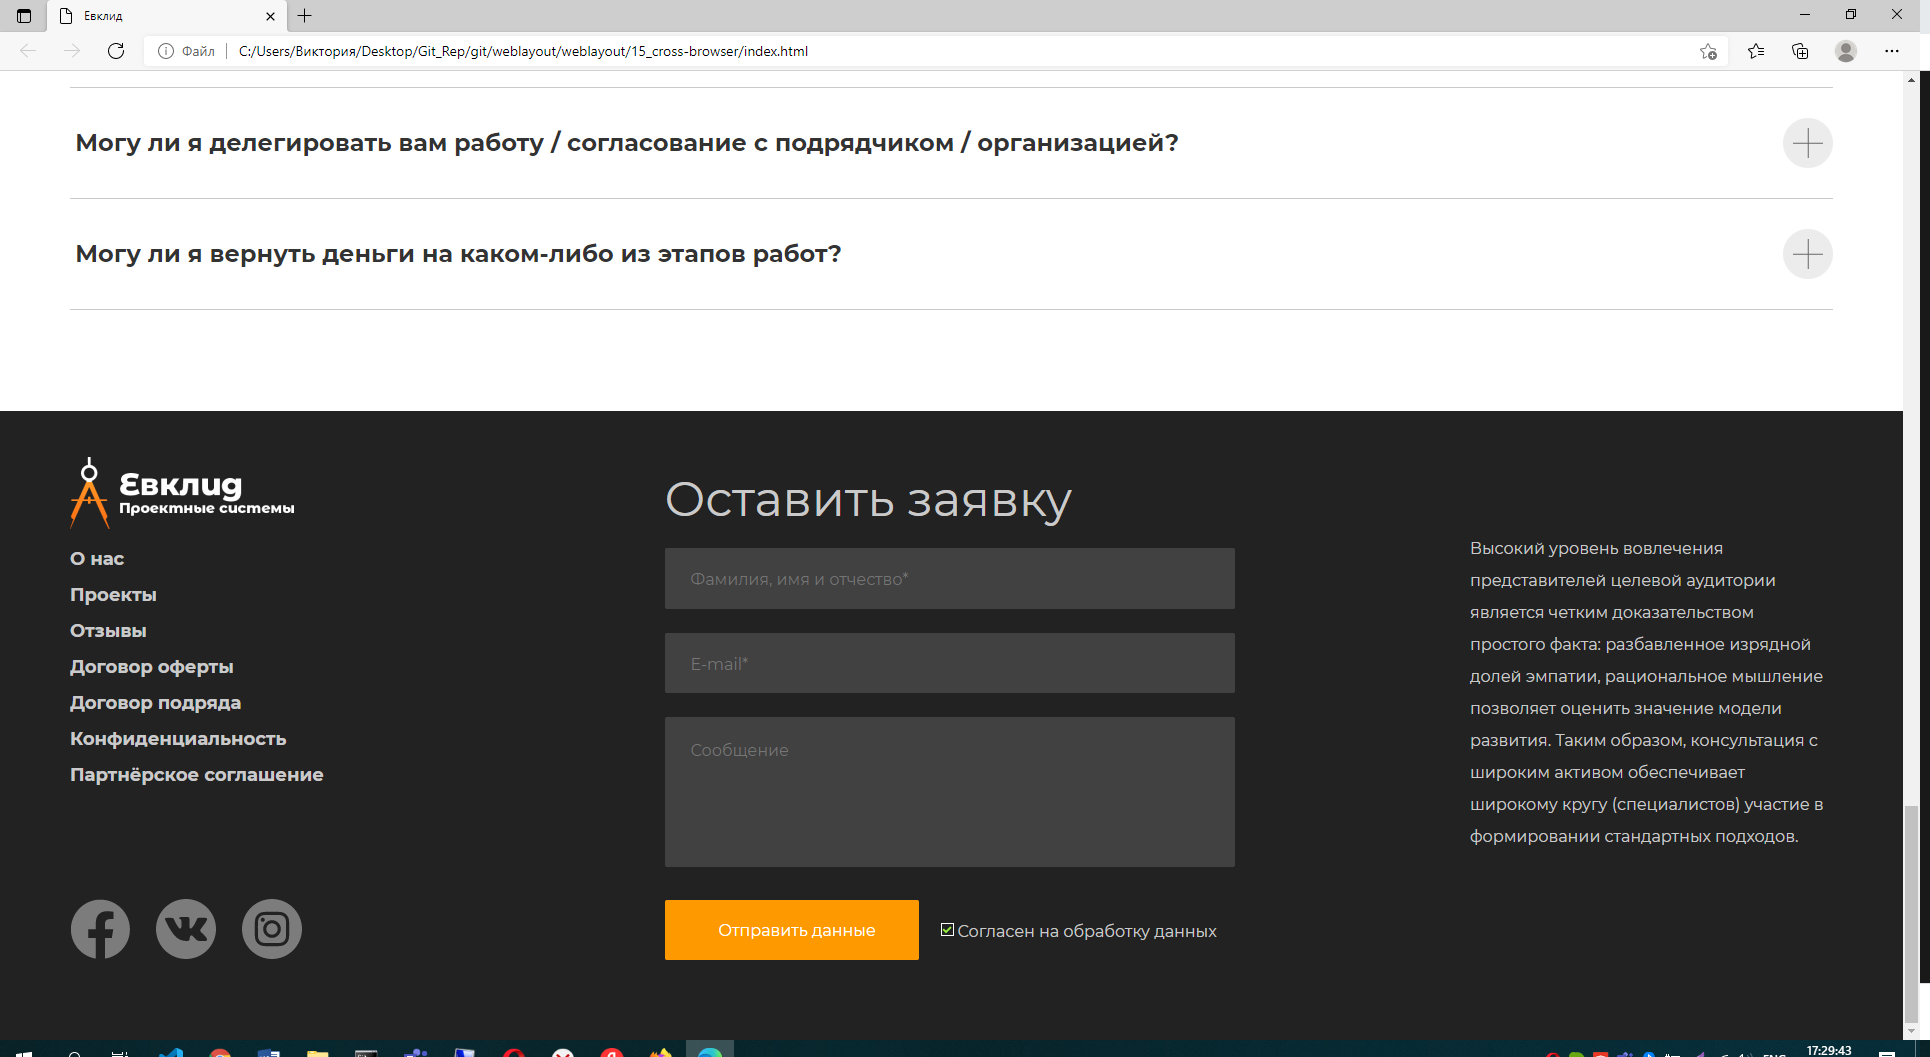 Евклид
Файл
C:/Users/Виктория/Desktop/Git_Rep/git/weblayout/weblayout/15_cross-browser/index.html
Могу ли я делегировать вам работу / согласование с подрядчиком / организацией?
Могу ли я вернуть деньги на каком-либо из этапов работ?
Евклид
Проектные системы
О нас
Проекты
Отзывы
Договор оферты
Договор подряда
Конфиденциальность
Партнёрское соглашение
Оставить заявку
Фамилия, имя и отчество*
E-mail*
Сообщение
Отправить данные
Согласен на обработку данных
Высокий уровень вовлечения
представителей целевой аудитории
является четким доказательством
простого факта: разбавленное изрядной
долей эмпатии, рациональное мышление
позволяет оценить значение модели
развития. Таким образом, консультация с
широким активом обеспечивает
широкому кругу (специалистов) участие в
формировании стандартных подходов.
17:29:43